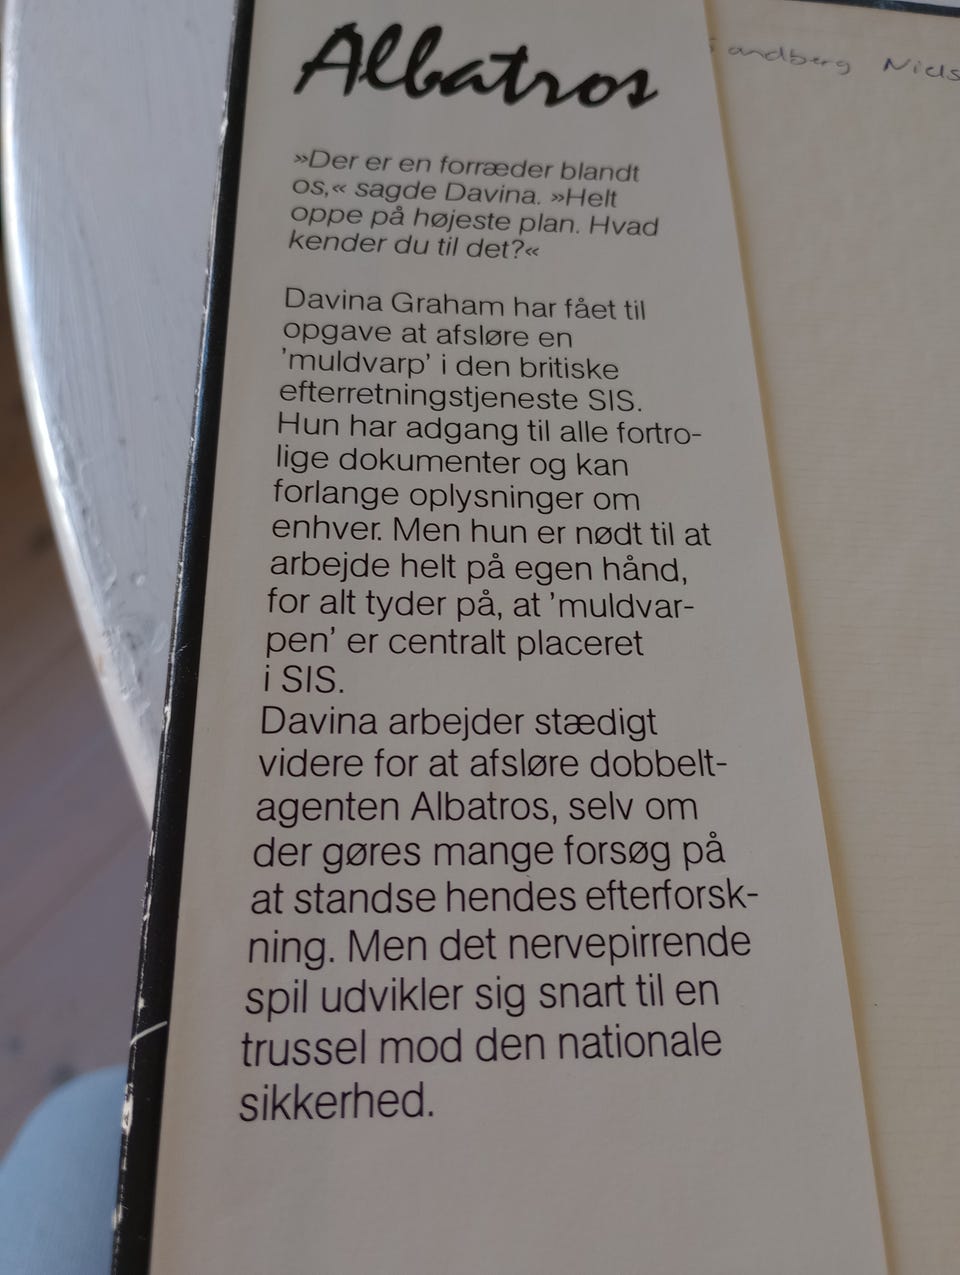 Albatros
andberg Niels
»Der er en forræder blandt
os,« sagde Davina. »Helt
oppe på højeste plan. Hvad
kender du til det?«
Davina Graham har fået til
opgave at afsløre en
'muldvarp' i den britiske
efterretningstjeneste SIS.
Hun har adgang til alle fortro-
lige dokumenter og kan
forlange oplysninger om
enhver. Men hun er nødt til at
arbejde helt på egen hånd,
for alt tyder på, at 'muldvar-
pen' er centralt placeret
i SIS.
Davina arbejder stædigt
videre for at afsløre dobbelt-
agenten Albatros, selv om
der gøres mange forsøg på
at standse hendes efterforsk-
ning. Men det nervepirrende
spil udvikler sig snart til en
trussel mod den nationale
sikkerhed.